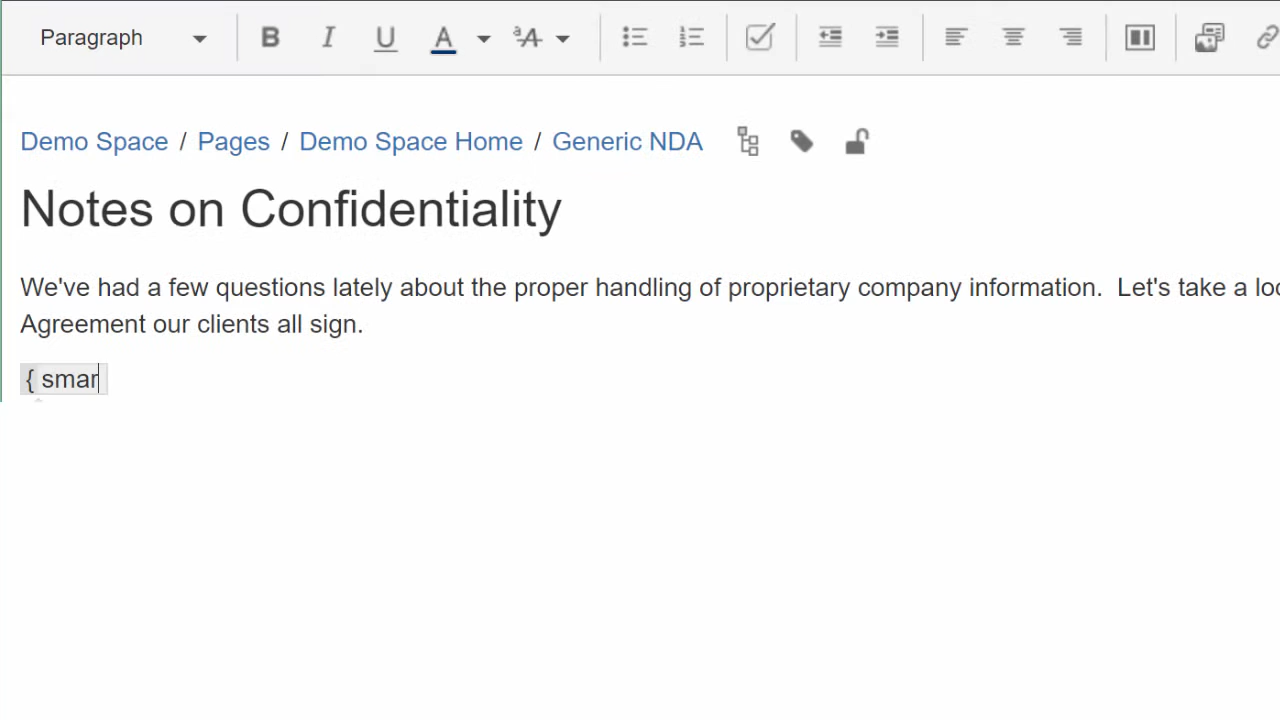 Paragraph
Demo Space / Pages / Demo Space Home / Generic NDA
Notes on Confidentiality
We've had a few questions lately about the proper handling of proprietary company information.  Let's take a
Agreement our clients all sign.
{ smar